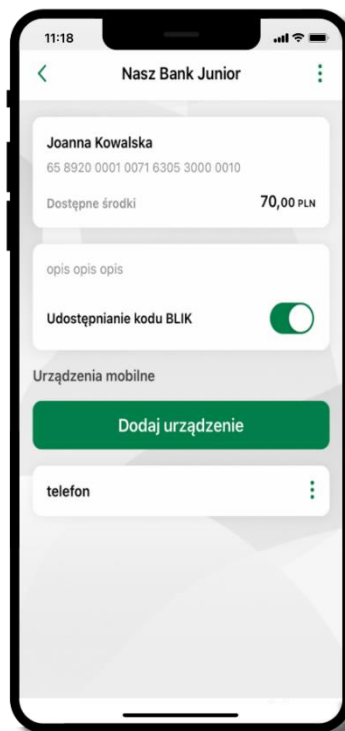 11:18
Nasz Bank Junior
Joanna Kowalska
65 8920 0001 0071 6305 3000 0010
Dostępne środki 70,00 PLN
opis opis opis
Udostępnianie kodu BLIK
Urządzenia mobilne
Dodaj urządzenie
telefon